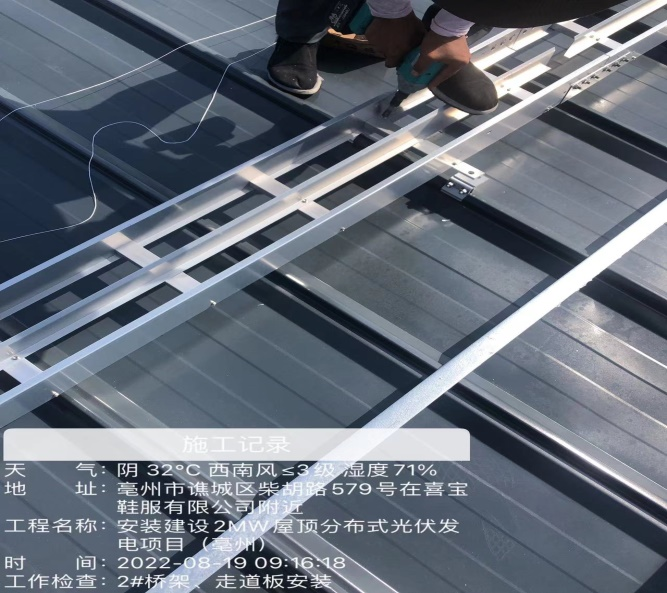 施工记录
天 气：阴 32°C 西南风≤3级 湿度71%
地 址：亳州市谯城区柴胡路579号在喜宝
鞋服有限公司附近
工程名称：安装建设2MW屋顶分布式光伏发
电项目（亳州）
时 间：2022-08-19 09:16:18
工作检查：2#桥架、走道板安装